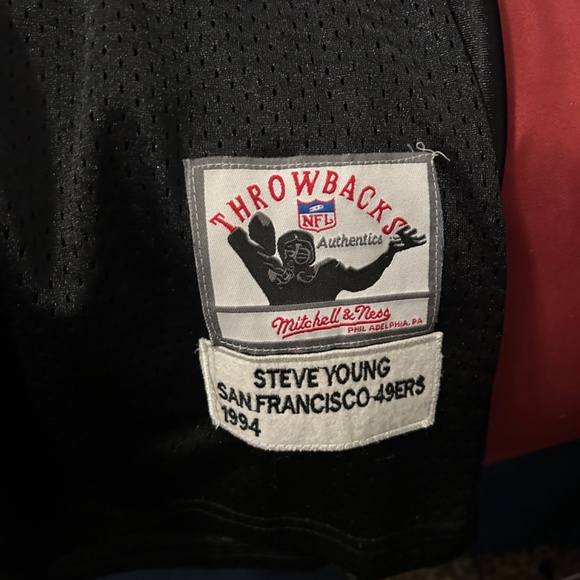 THROWBACKS
NFL
Authentics
Mitchell & Ness
PHILADELPHIA, PA
STEVE YOUNG
SAN FRANCISCO 49ERS
1994